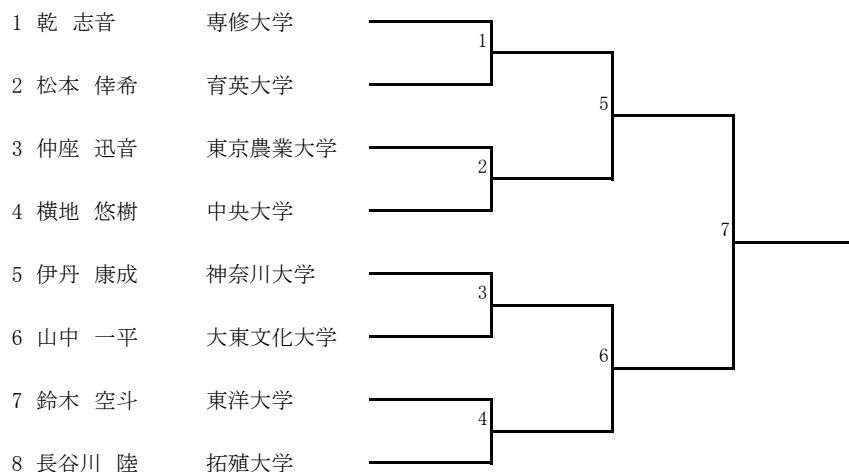 1 乾 志音 専修大学
2 松本 倖希 育英大学
3 仲座 迅音 東京農業大学
4 横地 悠樹 中央大学
5 伊丹 康成 神奈川大学
6 山中 一平 大東文化大学
7 鈴木 空斗 東洋大学
8 長谷川 陸 拓殖大学
1
2
3
4
5
6
7